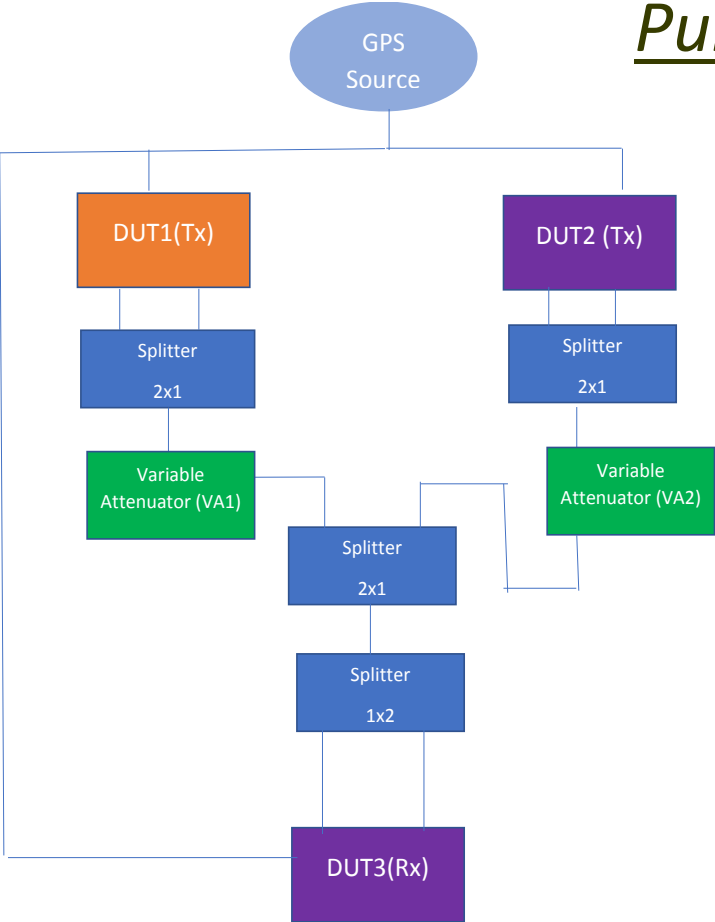 GPS
Source
DUT1(Tx)
DUT2 (Tx)
Splitter
2x1
Splitter
2x1
Variable
Attenuator (VA1)
Variable
Attenuator (VA2)
Splitter
2x1
Splitter
1x2
DUT3(Rx)